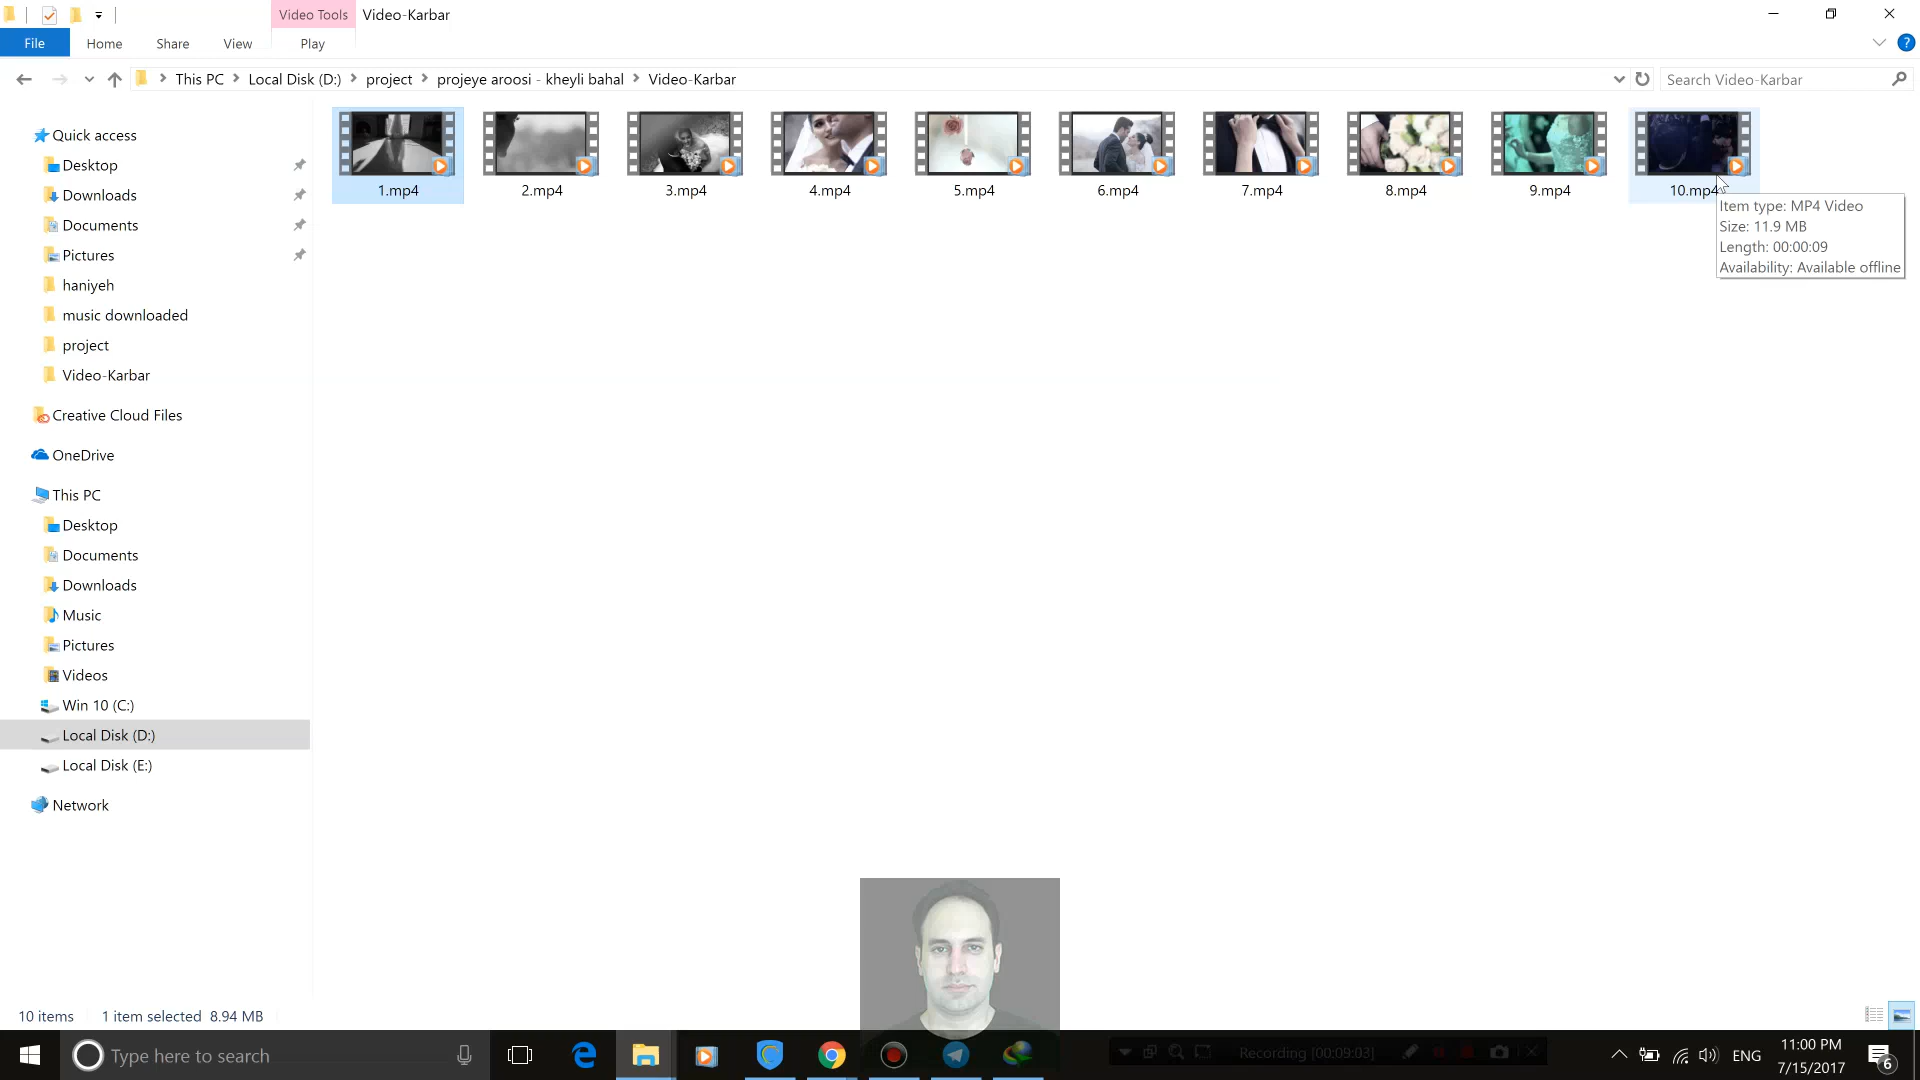 Video Tools Video-Karbar
File Home Share View Play
This PC Local Disk (D:) project projeye aroosi - kheyli bahal Video-Karbar
Search Video-Karbar
Quick access
Desktop
Downloads
Documents
Pictures
haniyeh
music downloaded
project
Video-Karbar
Creative Cloud Files
OneDrive
This PC
Desktop
Documents
Downloads
Music
Pictures
Videos
Win 10 (C:)
Local Disk (D:)
Local Disk (E:)
Network
1.mp4 2.mp4 3.mp4 4.mp4 5.mp4 6.mp4 7.mp4 8.mp4 9.mp4 10.mp4
Item type: MP4 Video
Size: 11.9 MB
Length: 00:00:09
Availability: Available offline
10 items 1 item selected 8.94 MB
Type here to search
Recording [00:09:03]
ENG
11:00 PM
7/15/2017
6